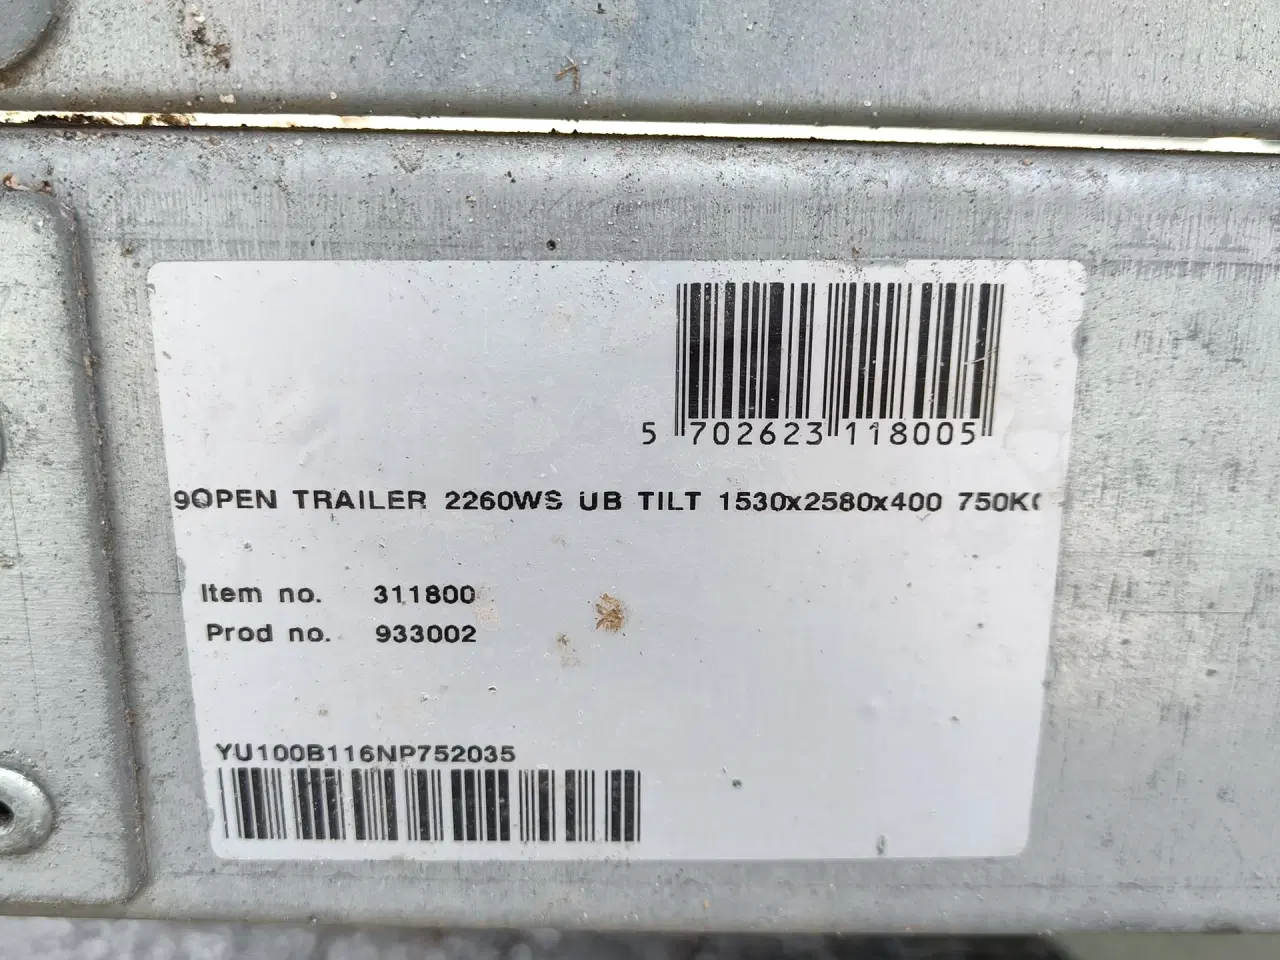 5 702623 118005
9OPEN TRAILER 2260WS UB TILT 1530x2580x400 750K
Item no. 311800
Prod no. 933002
YU100B116NP752035